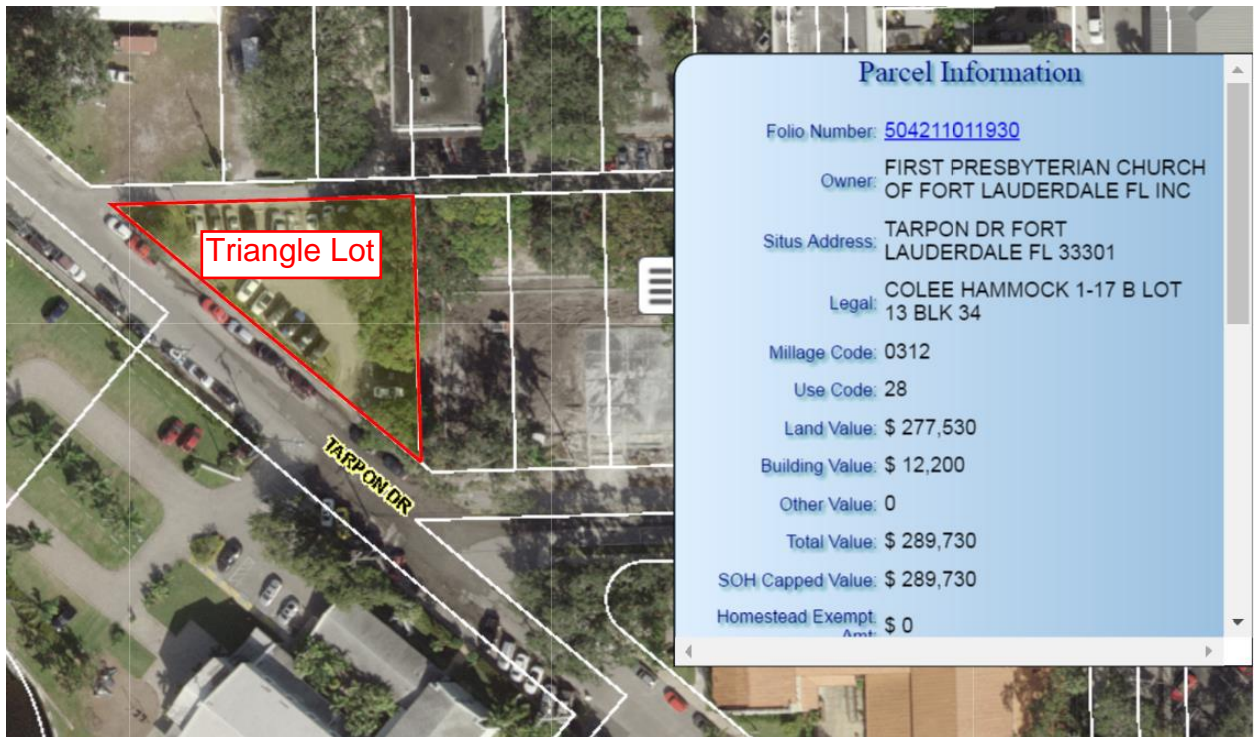 Triangle Lot
TARPON DR
Parcel Information
Folio Number: 504211011930
Owner: FIRST PRESBYTERIAN CHURCH
OF FORT LAUDERDALE FL INC
Situs Address: TARPON DR FORT
LAUDERDALE FL 33301
Legal: COLEE HAMMOCK 1-17 B LOT
13 BLK 34
Millage Code: 0312
Use Code: 28
Land Value: $ 277,530
Building Value: $ 12,200
Other Value: 0
Total Value: $ 289,730
SOH Capped Value: $ 289,730
Homestead Exempt $ 0
Amt: